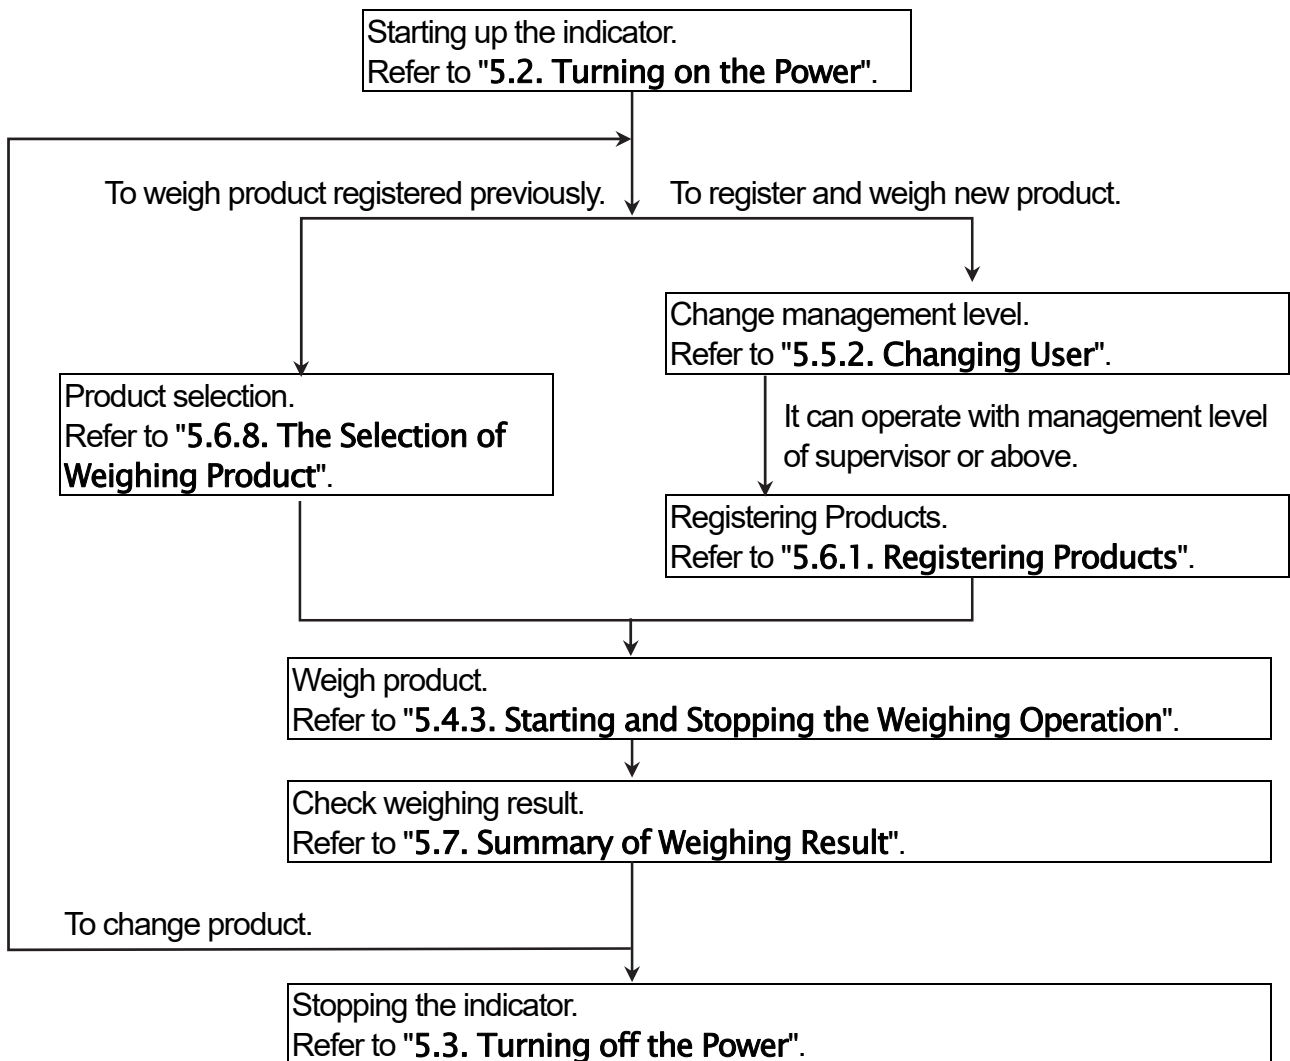 Starting up the indicator.
Refer to "5.2. Turning on the Power".
To weigh product registered previously.
To register and weigh new product.
Change management level.
Refer to "5.5.2. Changing User".
Product selection.
Refer to "5.6.8. The Selection of
Weighing Product".
It can operate with management level
of supervisor or above.
Registering Products.
Refer to "5.6.1. Registering Products".
Weigh product.
Refer to "5.4.3. Starting and Stopping the Weighing Operation".
Check weighing result.
Refer to "5.7. Summary of Weighing Result".
To change product.
Stopping the indicator.
Refer to "5.3. Turning off the Power".